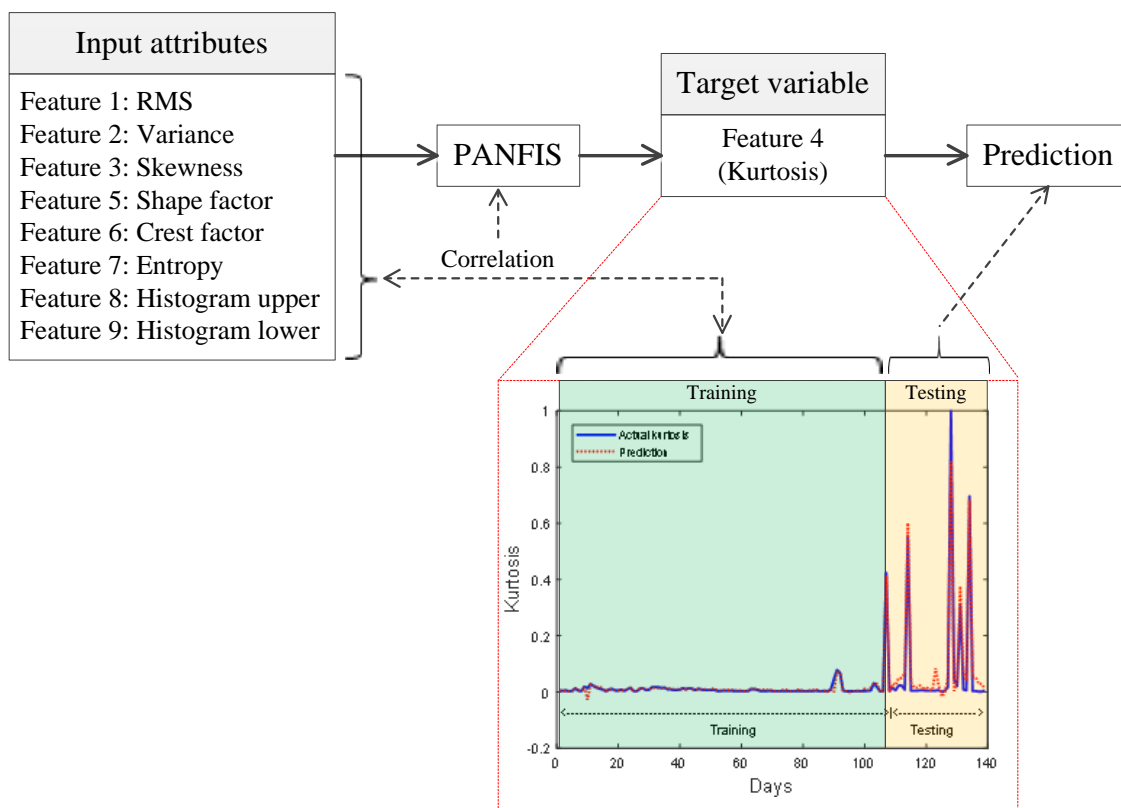 Input attributes
Feature 1: RMS
Feature 2: Variance
Feature 3: Skewness
Feature 5: Shape factor
Feature 6: Crest factor
Feature 7: Entropy
Feature 8: Histogram upper
Feature 9: Histogram lower
PANFIS
Target variable
Feature 4
(Kurtosis)
Prediction
Correlation
Training
Testing
Actual kurtosis
Prediction
1
0.8
0.6
0.4
0.2
0
-0.2
Kurtosis
Training
Testing
0 20 40 60 80 100 120 140
Days